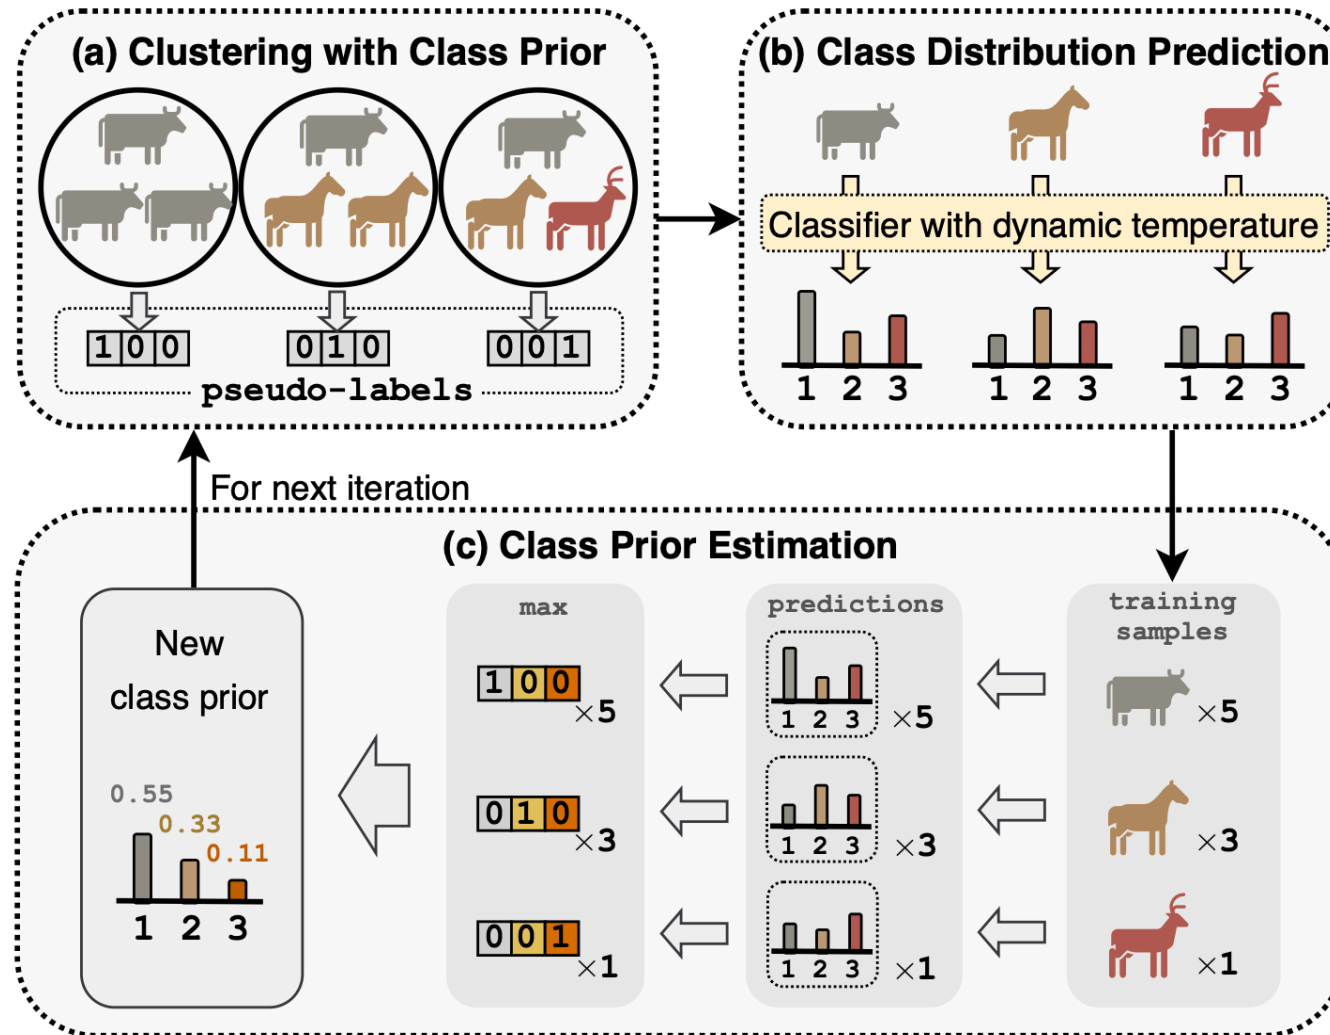 (a) Clustering with Class Prior
1 0 0
0 1 0
0 0 1
pseudo-labels
(b) Class Distribution Prediction
Classifier with dynamic temperature
1 2 3
1 2 3
1 2 3
For next iteration
(c) Class Prior Estimation
New
class prior
0.55
0.33
0.11
1 2 3
max
1 0 0
×5
0 1 0
×3
0 0 1
×1
predictions
1 2 3
×5
1 2 3
×3
1 2 3
×1
training
samples
×5
×3
×1